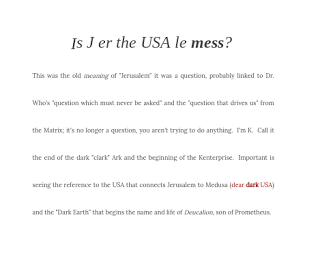 Is J er the USA le mess?
This was the old meaning of "Jerusalem" it was a question, probably linked to Dr.
Who's "question which must never be asked" and the "question that drives us" from
the Matrix; it's no longer a question, you aren't trying to do anything. I'm K. Call it
the end of the dark "clark" Ark and the beginning of the Kenterprise. Important is
seeing the reference to the USA that connects Jerusalem to Medusa (dear dark USA)
and the "Dark Earth" that begins the name and life of Deucalion, son of Prometheus.